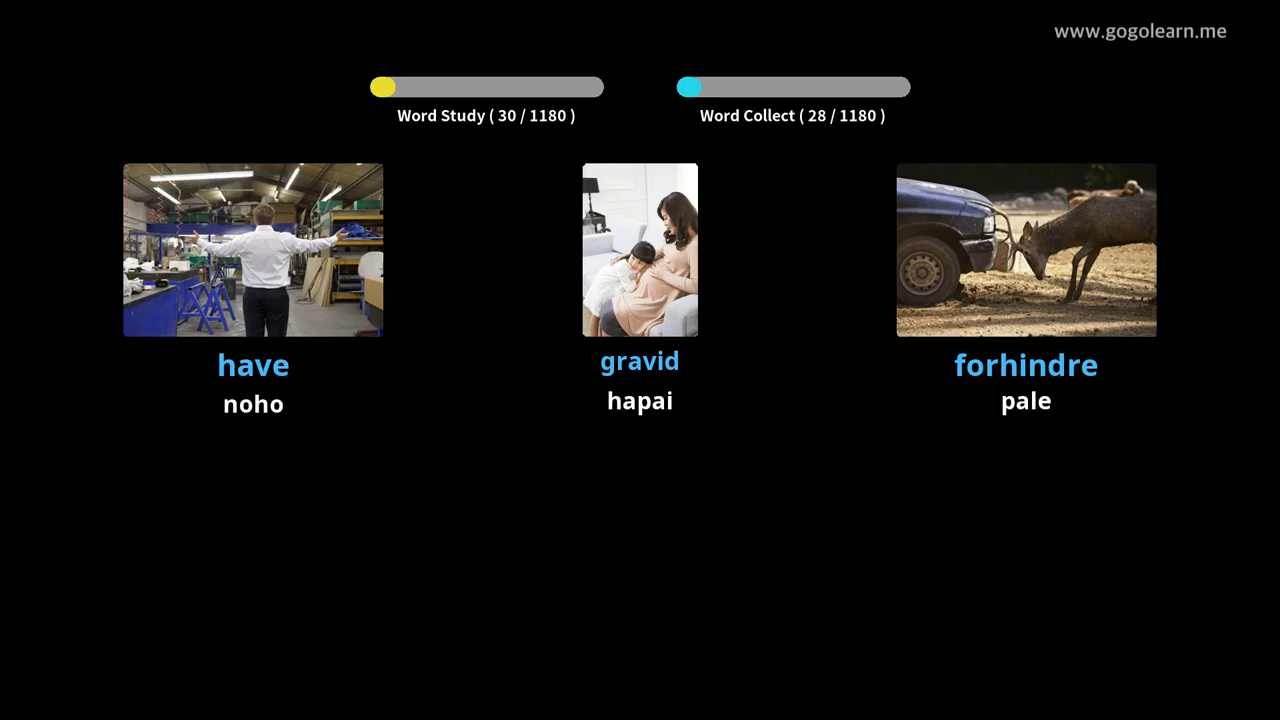 www.gogolearn.me
Word Study ( 30 / 1180 )
Word Collect ( 28 / 1180 )
have
noho
gravid
hapai
forhindre
pale